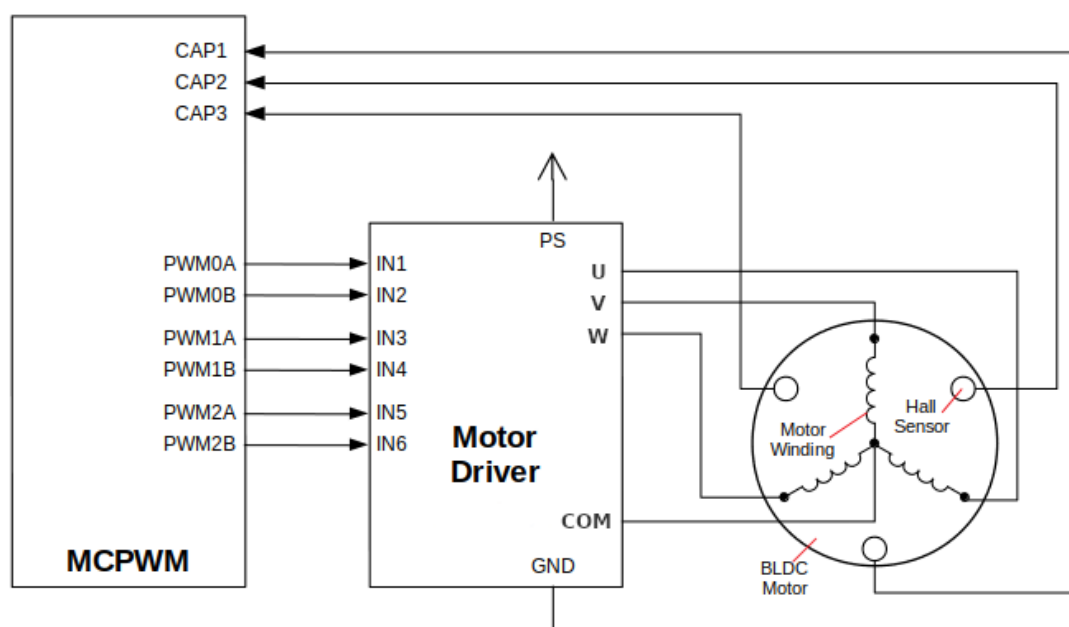 CAP1
CAP2
CAP3
PWM0A
PWM0B
PWM1A
PWM1B
PWM2A
PWM2B
MCPWM
PS
IN1
IN2
IN3
IN4
IN5
IN6
U
V
W
Motor
Driver
COM
GND
Motor
Winding
Hall
Sensor
BLDC
Motor